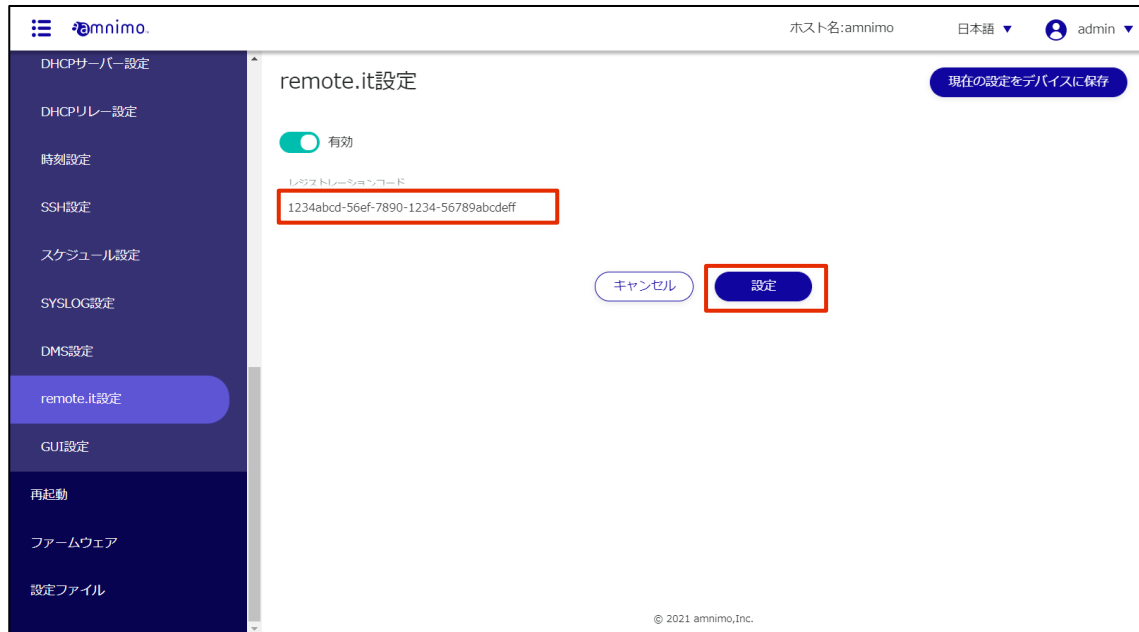 amnimo.
ホスト名:amnimo
日本語 ▼
admin ▼
DHCPサーバー設定
DHCPリレー設定
時刻設定
SSH設定
スケジュール設定
SYSLOG設定
DMS設定
remote.it設定
GUI設定
再起動
ファームウェア
設定ファイル
remote.it設定
現在の設定をデバイスに保存
有効
レジストレーションコード
1234abcd-56ef-7890-1234-56789abcdeff
キャンセル
設定
© 2021 amnimo,Inc.